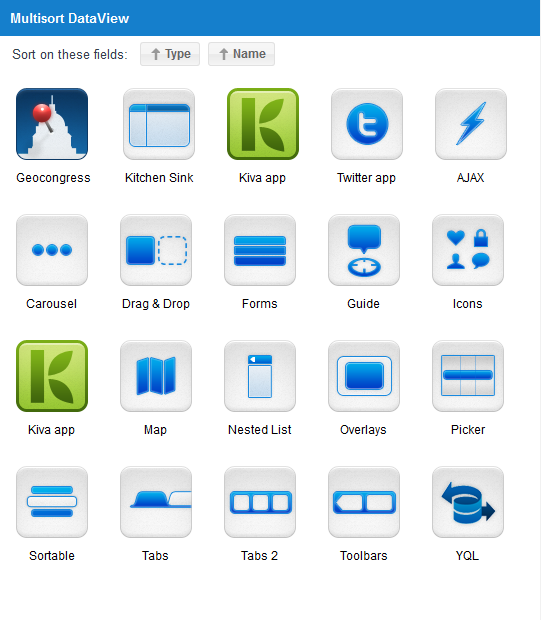 Multisort DataView
Sort on these fields: Type Name
Geocongress Kitchen Sink Kiva app Twitter app AJAX
Carousel Drag & Drop Forms Guide Icons
Kiva app Map Nested List Overlays Picker
Sortable Tabs Tabs 2 Toolbars YQL